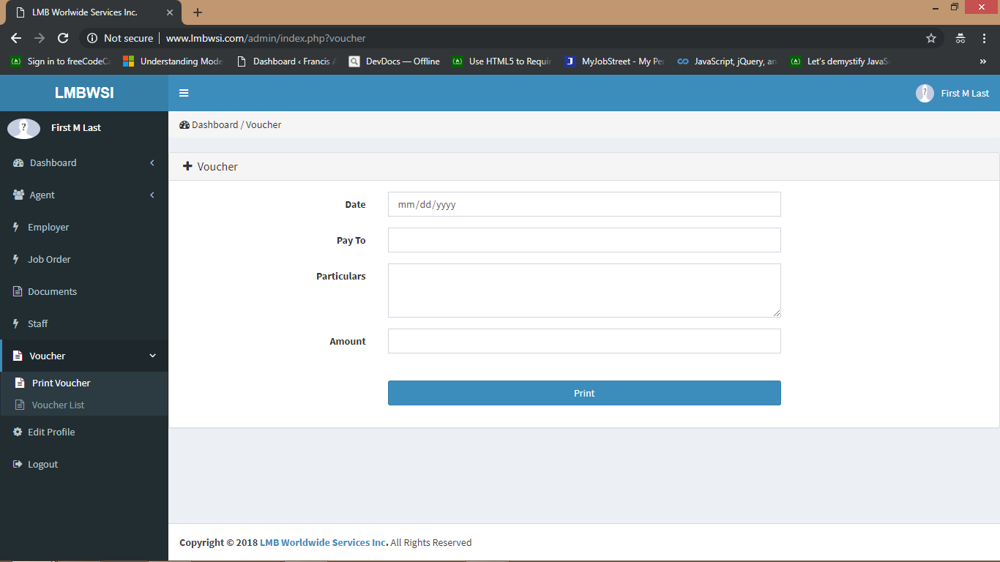 LMB Worlwide Services Inc.
Not secure www.lmbwsi.com/admin/index.php?voucher
Sign in to freeCodeCa Understanding Mode Dashboard ‹ Francis DevDocs — Offline Use HTML5 to Requir MyJobStreet - My Per JavaScript, jQuery, an Let's demystify JavaS »
LMBWSI First M Last
First M Last
Dashboard / Voucher
Dashboard
Agent
Employer
Job Order
Documents
Staff
Voucher
Print Voucher
Voucher List
Edit Profile
Logout
Voucher
Date mm/dd/yyyy
Pay To
Particulars
Amount
Print
Copyright © 2018 LMB Worldwide Services Inc. All Rights Reserved